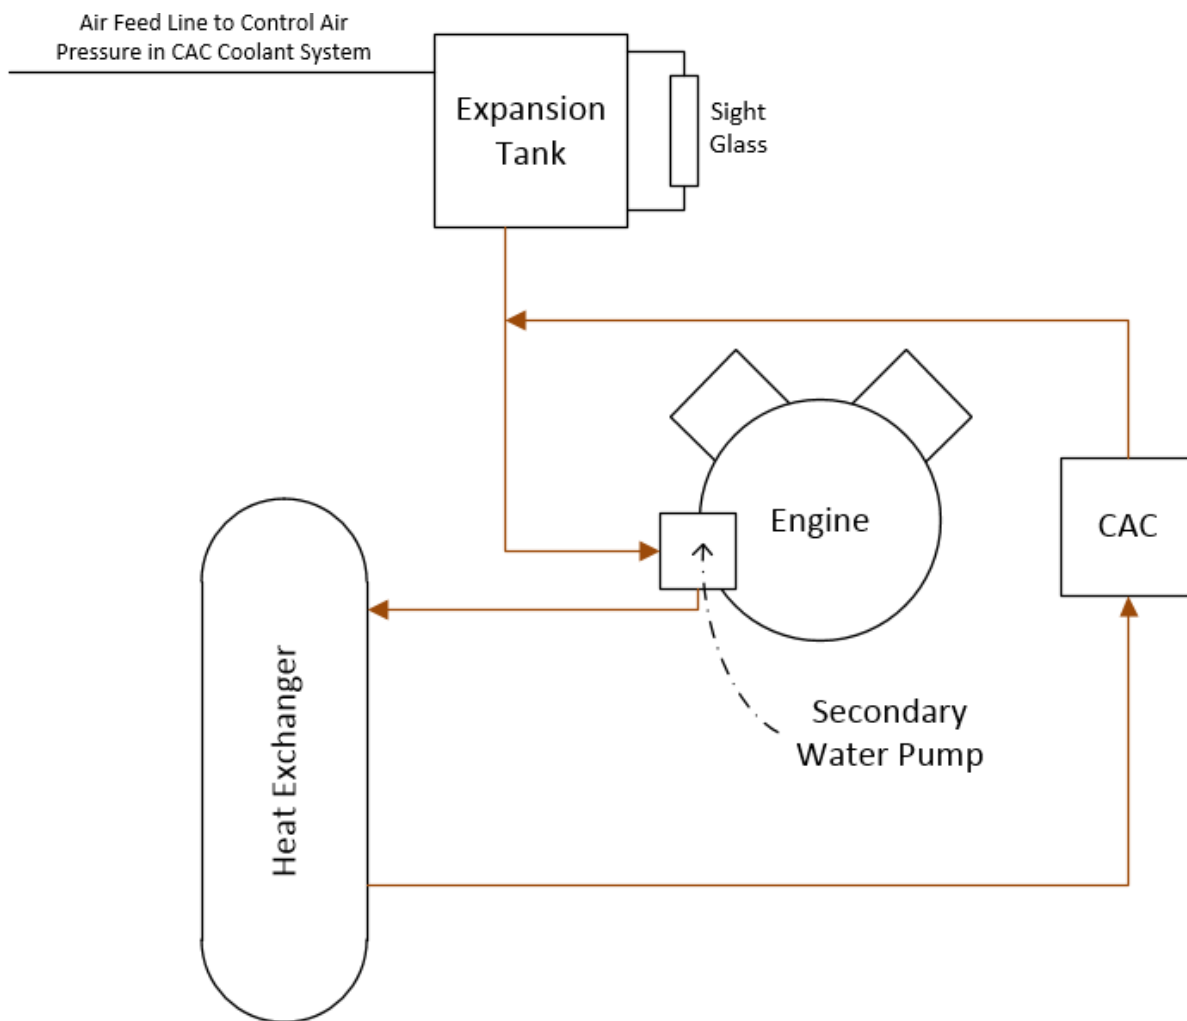 Air Feed Line to Control Air
Pressure in CAC Coolant System
Expansion
Tank
Sight
Glass
Engine
CAC
Heat Exchanger
Secondary
Water Pump